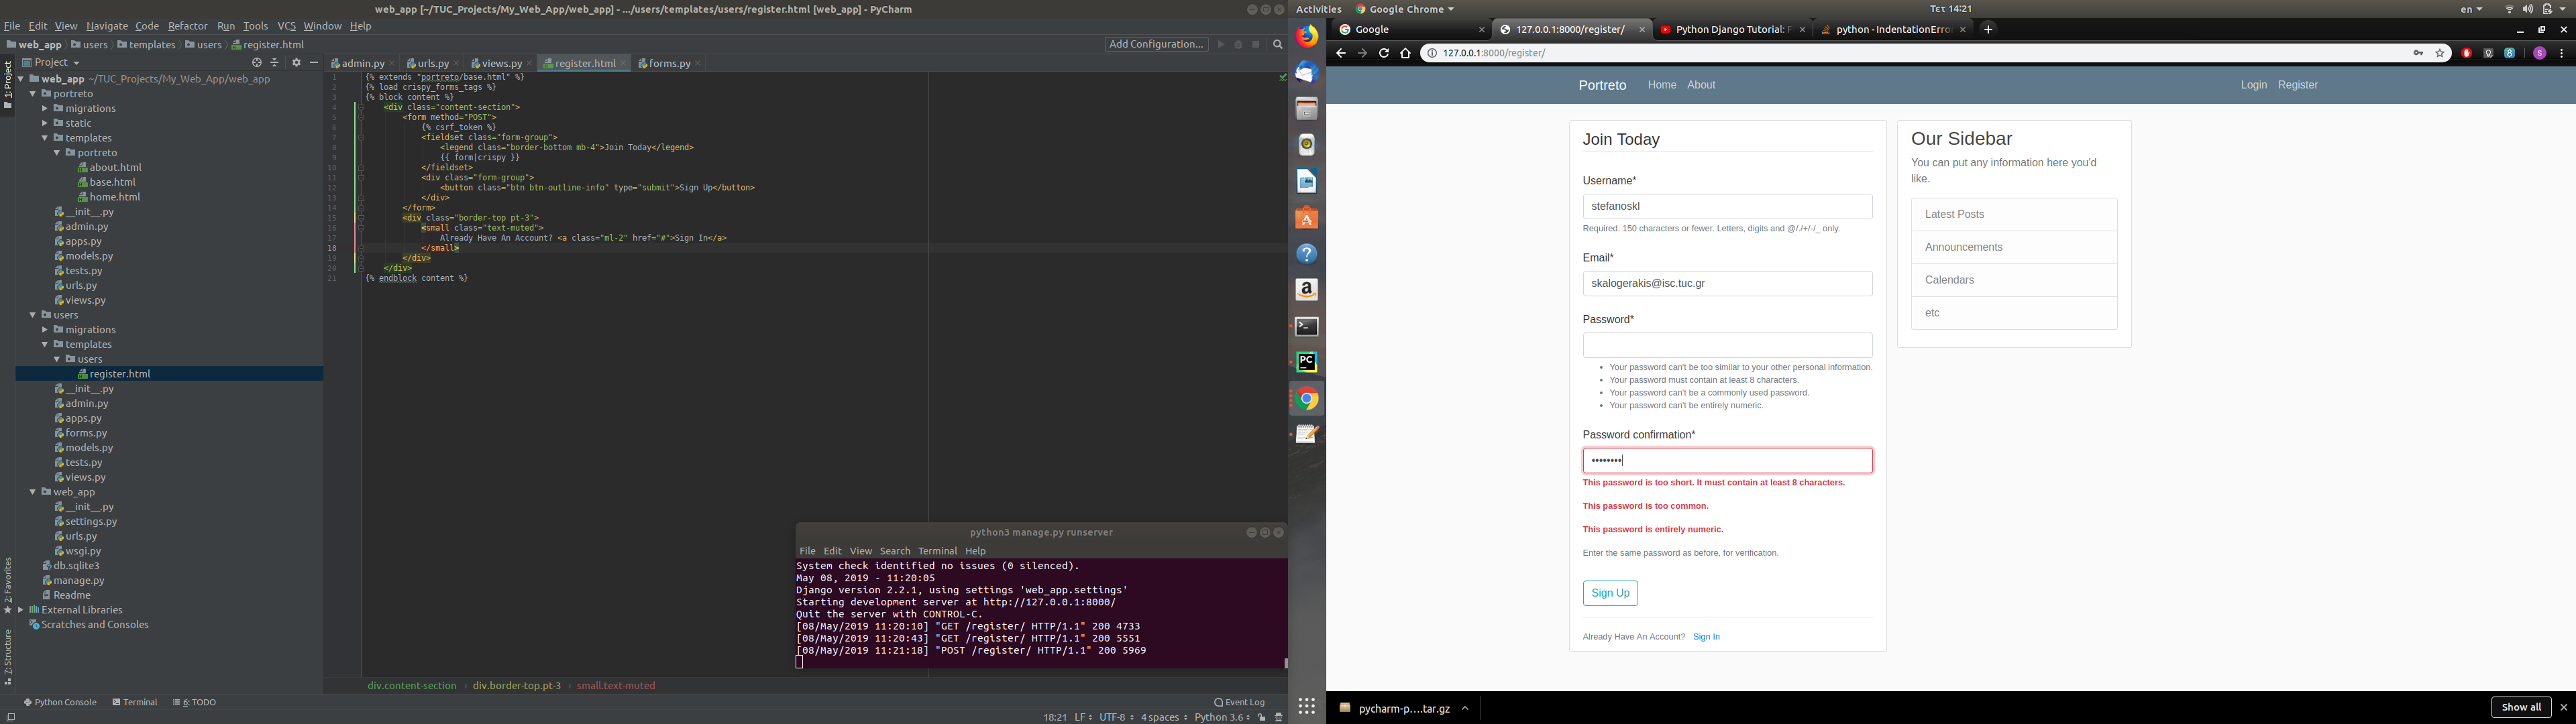 web_app [~/TUC_Projects/My_Web_App/web_app] - .../users/templates/users/register.html [web_app] - PyCharm
File Edit View Navigate Code Refactor Run Tools VCS Window Help
web_app users templates users register.html
Add Configuration...
1: Project
Project
web_app ~/TUC_Projects/My_Web_App/web_app
portreto
migrations
static
templates
portreto
about.html
base.html
home.html
__init__.py
admin.py
apps.py
models.py
tests.py
urls.py
views.py
users
migrations
templates
users
register.html
__init__.py
admin.py
apps.py
forms.py
models.py
tests.py
views.py
web_app
__init__.py
settings.py
urls.py
wsgi.py
db.sqlite3
manage.py
Readme
External Libraries
Scratches and Consoles
2: Favorites
7: Structure
admin.py urls.py views.py register.html forms.py
1 {% extends "portreto/base.html" %}
2 {% load crispy_forms_tags %}
3 {% block content %}
4 <div class="content-section">
5 <form method="POST">
6 {% csrf_token %}
7 <fieldset class="form-group">
8 <legend class="border-bottom mb-4">Join Today</legend>
9 {{ form|crispy }}
10 </fieldset>
11 <div class="form-group">
12 <button class="btn btn-outline-info" type="submit">Sign Up</button>
13 </div>
14 </form>
15 <div class="border-top pt-3">
16 <small class="text-muted">
17 Already Have An Account? <a class="ml-2" href="#">Sign In</a>
18 </small>
19 </div>
20 </div>
21 {% endblock content %}
python3 manage.py runserver
File Edit View Search Terminal Help
System check identified no issues (0 silenced).
May 08, 2019 - 11:20:05
Django version 2.2.1, using settings 'web_app.settings'
Starting development server at http://127.0.0.1:8000/
Quit the server with CONTROL-C.
[08/May/2019 11:20:10] "GET /register/ HTTP/1.1" 200 4733
[08/May/2019 11:20:43] "GET /register/ HTTP/1.1" 200 5551
[08/May/2019 11:21:18] "POST /register/ HTTP/1.1" 200 5969
div.content-section div.border-top.pt-3 small.text-muted
Python Console Terminal 6: TODO
Event Log
18:21 LF UTF-8 4 spaces Python 3.6
Activities Google Chrome
Τετ 14:21
en
Google
127.0.0.1:8000/register/
Python Django Tutorial: F
python - IndentationError
127.0.0.1:8000/register/
S
Portreto Home About
Login Register
Join Today
Username*
stefanoskl
Required. 150 characters or fewer. Letters, digits and @/./+/-/_ only.
Email*
skalogerakis@isc.tuc.gr
Password*
Your password can't be too similar to your other personal information.
Your password must contain at least 8 characters.
Your password can't be a commonly used password.
Your password can't be entirely numeric.
Password confirmation*
••••••••
This password is too short. It must contain at least 8 characters.
This password is too common.
This password is entirely numeric.
Enter the same password as before, for verification.
Sign Up
Already Have An Account? Sign In
Our Sidebar
You can put any information here you'd
like.
Latest Posts
Announcements
Calendars
etc
pycharm-p....tar.gz
Show all